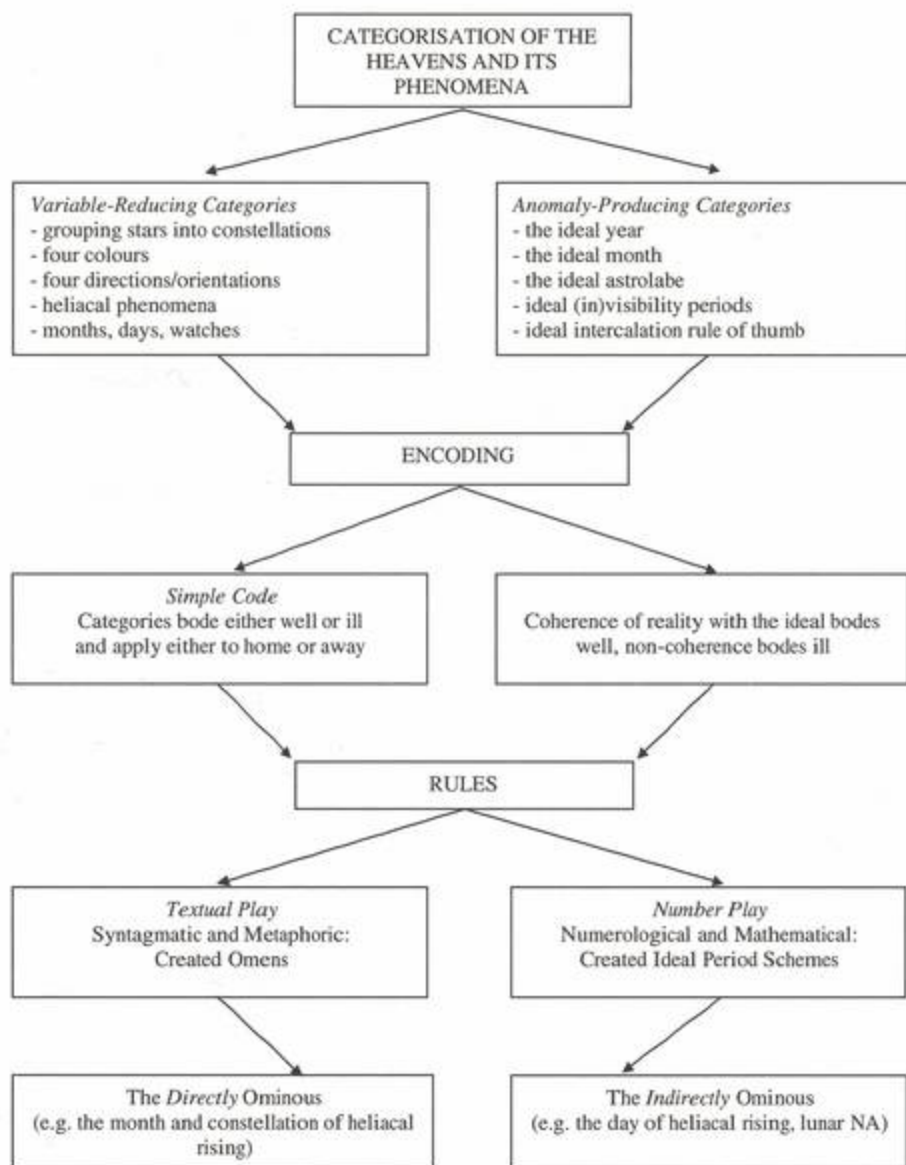 CATEGORISATION OF THE
HEAVENS AND ITS
PHENOMENA
Variable-Reducing Categories
- grouping stars into constellations
- four colours
- four directions/orientations
- heliacal phenomena
- months, days, watches
Anomaly-Producing Categories
- the ideal year
- the ideal month
- the ideal astrolabe
- ideal (in)visibility periods
- ideal intercalation rule of thumb
ENCODING
Simple Code
Categories bode either well or ill
and apply either to home or away
Coherence of reality with the ideal bodes
well, non-coherence bodes ill
RULES
Textual Play
Syntagmatic and Metaphoric:
Created Omens
Number Play
Numerological and Mathematical:
Created Ideal Period Schemes
The Directly Ominous
(e.g. the month and constellation of heliacal
rising)
The Indirectly Ominous
(e.g. the day of heliacal rising, lunar NA)